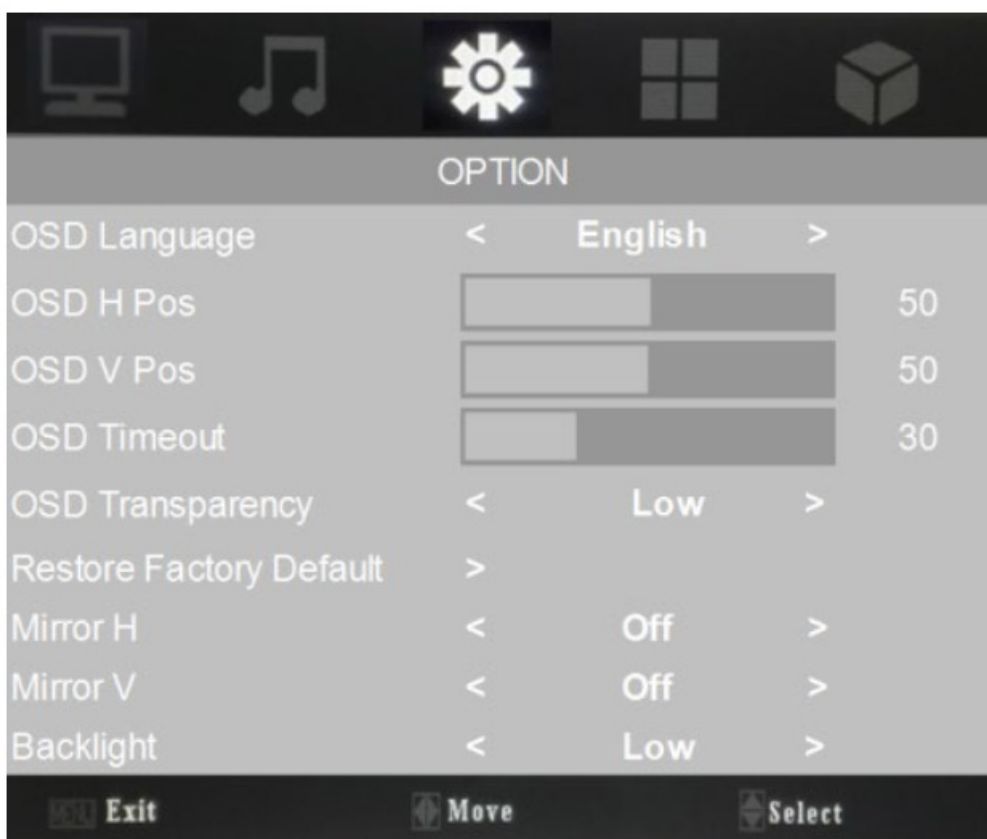 OPTION
OSD Language < English >
OSD H Pos 50
OSD V Pos 50
OSD Timeout 30
OSD Transparency < Low >
Restore Factory Default >
Mirror H < Off >
Mirror V < Off >
Backlight < Low >
MENU Exit Move Select